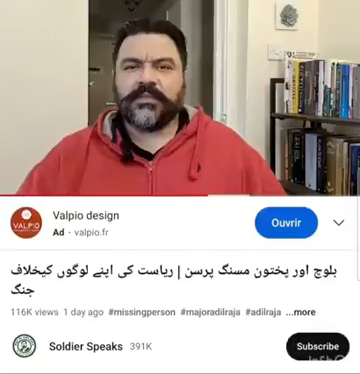 VALPIO
Valpio design
Ad · valpio.fr
Ouvrir
بلوچ اور پختون مسنگ پرسن | ریاست کی اپنے لوگوں کیخلاف
جنگ
116K views 1 day ago #missingperson #majoradilraja #adilraja ...more
Soldier Speaks 391K
Subscribe